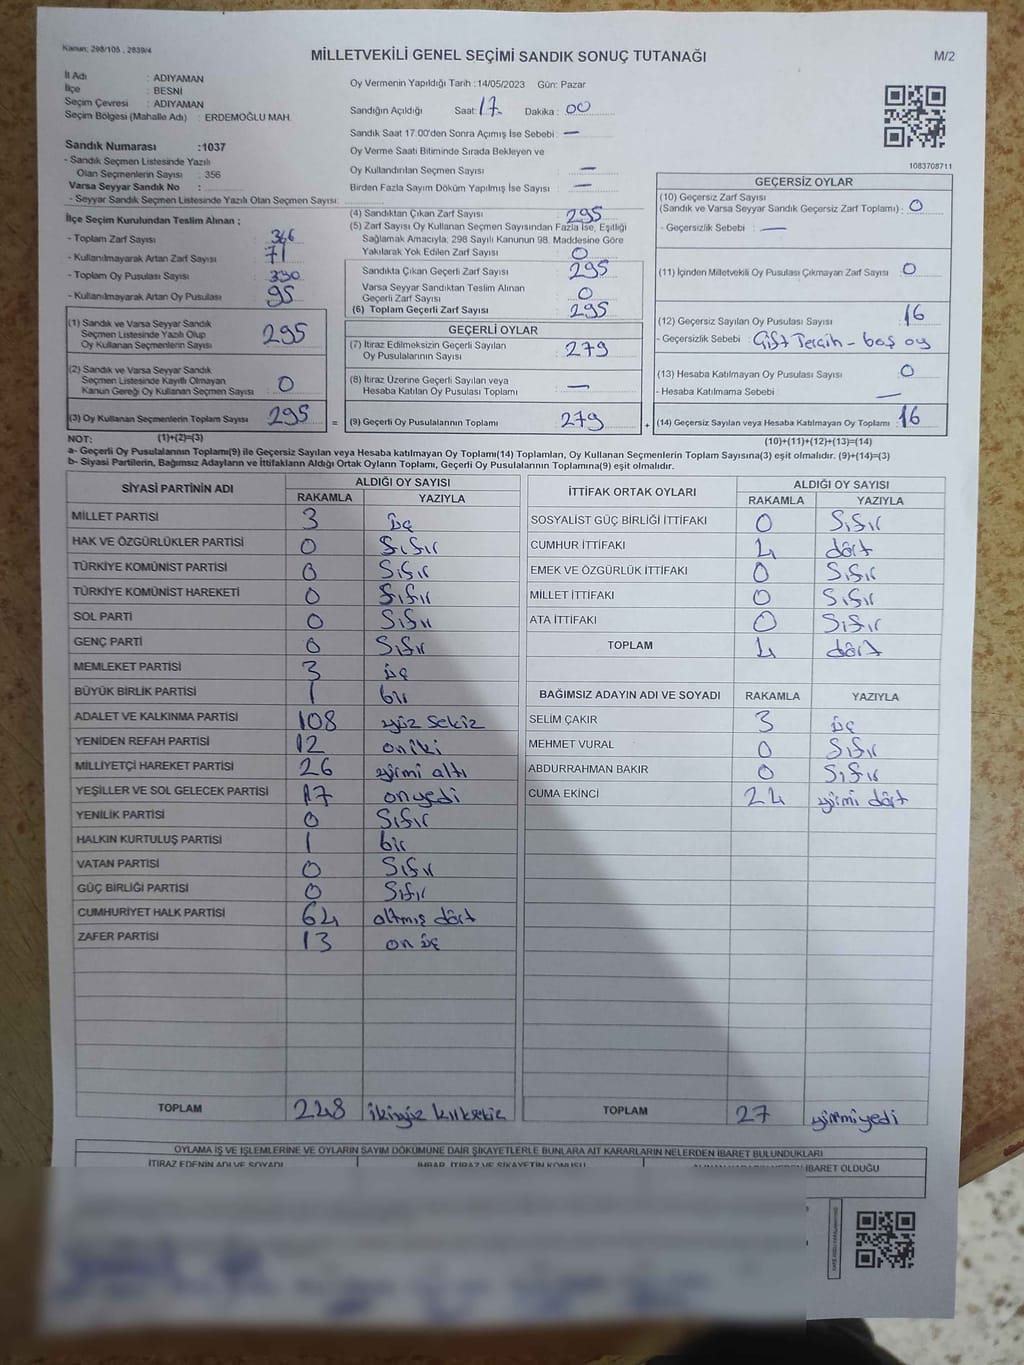 Kanun; 298/105 , 2839/4
MİLLETVEKİLİ GENEL SEÇİMİ SANDIK SONUÇ TUTANAĞI
M/2
İl Adı : ADIYAMAN
İlçe : BESNİ
Seçim Çevresi : ADIYAMAN
Seçim Bölgesi (Mahalle Adı) : ERDEMOĞLU MAH.
Sandık Numarası :1037
- Sandık Seçmen Listesinde Yazılı
Olan Seçmenlerin Sayısı : 356
Varsa Seyyar Sandık No :
- Seyyar Sandık Seçmen Listesinde Yazılı Olan Seçmen Sayısı:
Oy Vermenin Yapıldığı Tarih :14/05/2023 Gün: Pazar
Sandığın Açıldığı Saat: 17 Dakika : 00
Sandık Saat 17.00'den Sonra Açımış İse Sebebi : —
Oy Verme Saati Bitiminde Sırada Bekleyen ve
Oy Kullandırılan Seçmen Sayısı : —
Birden Fazla Sayım Döküm Yapılmış İse Sayısı : —
1083708711
İlçe Seçim Kurulundan Teslim Alınan ;
- Toplam Zarf Sayısı : 366
- Kullanılmayarak Artan Zarf Sayısı : 71
- Toplam Oy Pusulası Sayısı : 330
- Kullanılmayarak Artan Oy Pusulası : 95
(1) Sandık ve Varsa Seyyar Sandık
Seçmen Listesinde Yazılı Olup
Oy Kullanan Seçmenlerin Sayısı : 295
(2) Sandık ve Varsa Seyyar Sandık
Seçmen Listesinde Kayıtlı Olmayan
Kanun Gereği Oy Kullanan Seçmen Sayısı : 0
(3) Oy Kullanan Seçmenlerin Toplam Sayısı : 295
(4) Sandıktan Çıkan Zarf Sayısı : 295
(5) Zarf Sayısı Oy Kullanan Seçmen Sayısından Fazla İse, Eşitliği
Sağlamak Amacıyla; 298 Sayılı Kanunun 98. Maddesine Göre
Yakılarak Yok Edilen Zarf Sayısı : 0
Sandıkta Çıkan Geçerli Zarf Sayısı : 295
Varsa Seyyar Sandıktan Teslim Alınan
Geçerli Zarf Sayısı : 0
(6) Toplam Geçerli Zarf Sayısı : 295
GEÇERLİ OYLAR
(7) İtiraz Edilmeksizin Geçerli Sayılan
Oy Pusulalarının Sayısı : 279
(8) İtiraz Üzerine Geçerli Sayılan veya
Hesaba Katılan Oy Pusulaları Toplamı : —
= (9) Geçerli Oy Pusulalarının Toplamı : 279
GEÇERSİZ OYLAR
(10) Geçersiz Zarf Sayısı
(Sandık ve Varsa Seyyar Sandık Geçersiz Zarf Toplamı) : 0
- Geçersizlik Sebebi : —
(11) İçinden Milletvekili Oy Pusulası Çıkmayan Zarf Sayısı : 0
(12) Geçersiz Sayılan Oy Pusulası Sayısı : 16
- Geçersizlik Sebebi : Çift Tercih - boş oy
(13) Hesaba Katılmayan Oy Pusulası Sayısı : 0
- Hesaba Katılmama Sebebi : —
+ (14) Geçersiz Sayılan veya Hesaba Katılmayan Oy Toplamı : 16
NOT: (1)+(2)=(3)
(10)+(11)+(12)+(13)=(14)
a- Geçerli Oy Pusulalarının Toplamı(9) ile Geçersiz Sayılan veya Hesaba katılmayan Oy Toplamı(14) Toplamları, Oy Kullanan Seçmenlerin Toplam Sayısına(3) eşit olmalıdır. (9)+(14)=(3)
b- Siyasi Partilerin, Bağımsız Adayların ve İttifakların Aldığı Ortak Oyların Toplamı, Geçerli Oy Pusulalarının Toplamına(9) eşit olmalıdır.
SİYASİ PARTİNİN ADI ALDIĞI OY SAYISI
RAKAMLA YAZIYLA
MİLLET PARTİSİ 3 üç
HAK VE ÖZGÜRLÜKLER PARTİSİ 0 Sıfır
TÜRKİYE KOMÜNİST PARTİSİ 0 Sıfır
TÜRKİYE KOMÜNİST HAREKETİ 0 Sıfır
SOL PARTİ 0 Sıfır
GENÇ PARTİ 0 Sıfır
MEMLEKET PARTİSİ 3 üç
BÜYÜK BİRLİK PARTİSİ 1 bir
ADALET VE KALKINMA PARTİSİ 108 yüz sekiz
YENİDEN REFAH PARTİSİ 12 oniki
MİLLİYETÇİ HAREKET PARTİSİ 26 yirmi altı
YEŞİLLER VE SOL GELECEK PARTİSİ 17 onyedi
YENİLİK PARTİSİ 0 Sıfır
HALKIN KURTULUŞ PARTİSİ 1 bir
VATAN PARTİSİ 0 Sıfır
GÜÇ BİRLİĞİ PARTİSİ 0 Sıfır
CUMHURİYET HALK PARTİSİ 64 altmış dört
ZAFER PARTİSİ 13 on üç
TOPLAM 248 ikiyüz kırksekiz
İTTİFAK ORTAK OYLARI ALDIĞI OY SAYISI
RAKAMLA YAZIYLA
SOSYALİST GÜÇ BİRLİĞİ İTTİFAKI 0 Sıfır
CUMHUR İTTİFAKI 4 dört
EMEK VE ÖZGÜRLÜK İTTİFAKI 0 Sıfır
MİLLET İTTİFAKI 0 Sıfır
ATA İTTİFAKI 0 Sıfır
TOPLAM 4 dört
BAĞIMSIZ ADAYIN ADI VE SOYADI RAKAMLA YAZIYLA
SELİM ÇAKIR 3 üç
MEHMET VURAL 0 Sıfır
ABDURRAHMAN BAKIR 0 Sıfır
CUMA EKİNCİ 24 yirmi dört
TOPLAM 27 yirmiyedi
OYLAMA İŞ VE İŞLEMLERİNE VE OYLARIN SAYIM DÖKÜMÜNE DAİR ŞİKAYETLERLE BUNLARA AİT KARARLARIN NELERDEN İBARET BULUNDUKLARI
İTİRAZ EDENİN ADI VE SOYADI İHBAR, İTİRAZ VE ŞİKAYETİN KONUSU İBARET OLDUĞU